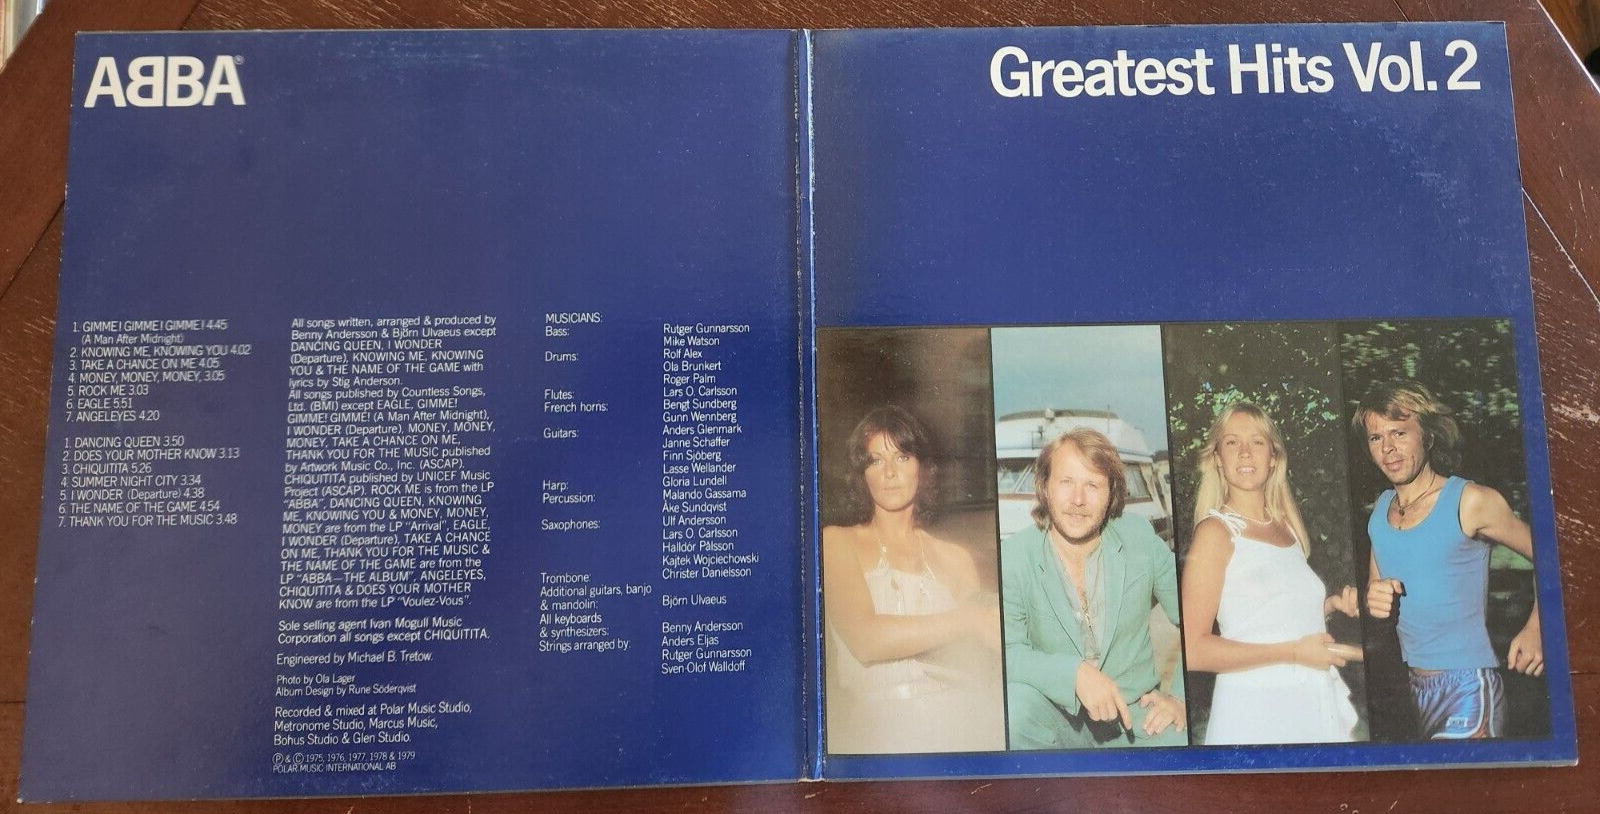 ABBA®
Greatest Hits Vol. 2
1. GIMME! GIMME! GIMME! 4.45
(A Man After Midnight)
2. KNOWING ME, KNOWING YOU 4.02
3. TAKE A CHANCE ON ME 4.05
4. MONEY, MONEY, MONEY, 3.05
5. ROCK ME 3.03
6. EAGLE 5.51
7. ANGELEYES 4.20
1. DANCING QUEEN 3.50
2. DOES YOUR MOTHER KNOW 3.13
3. CHIQUITITA 5.26
4. SUMMER NIGHT CITY 3.34
5. I WONDER (Departure) 4.38
6. THE NAME OF THE GAME 4.54
7. THANK YOU FOR THE MUSIC 3.48
All songs written, arranged & produced by
Benny Andersson & Björn Ulvaeus except
DANCING QUEEN, I WONDER
(Departure), KNOWING ME, KNOWING
YOU & THE NAME OF THE GAME with
lyrics by Stig Anderson.
All songs published by Countless Songs,
Ltd. (BMI) except EAGLE, GIMME!
GIMME! GIMME! (A Man After Midnight),
I WONDER (Departure), MONEY, MONEY,
MONEY, TAKE A CHANCE ON ME,
THANK YOU FOR THE MUSIC published
by Artwork Music Co., Inc. (ASCAP).
CHIQUITITA published by UNICEF Music
Project (ASCAP). ROCK ME is from the LP
"ABBA", DANCING QUEEN, KNOWING
ME, KNOWING YOU & MONEY, MONEY,
MONEY are from the LP "Arrival", EAGLE,
I WONDER (Departure), TAKE A CHANCE
ON ME, THANK YOU FOR THE MUSIC &
THE NAME OF THE GAME are from the
LP "ABBA—THE ALBUM", ANGELEYES,
CHIQUITITA & DOES YOUR MOTHER
KNOW are from the LP "Voulez-Vous".
Sole selling agent Ivan Mogull Music
Corporation all songs except CHIQUITITA.
Engineered by Michael B. Tretow.
Photo by Ola Lager
Album Design by Rune Söderqvist
Recorded & mixed at Polar Music Studio,
Metronome Studio, Marcus Music,
Bohus Studio & Glen Studio.
Ⓟ & © 1975, 1976, 1977, 1978 & 1979
POLAR MUSIC INTERNATIONAL AB
MUSICIANS:
Bass: Rutger Gunnarsson
Mike Watson
Drums: Rolf Alex
Ola Brunkert
Roger Palm
Flutes: Lars O. Carlsson
French horns: Bengt Sundberg
Gunn Wennberg
Guitars: Anders Glenmark
Janne Schaffer
Finn Sjöberg
Lasse Wellander
Harp: Gloria Lundell
Percussion: Malando Gassama
Åke Sundqvist
Saxophones: Ulf Andersson
Lars O. Carlsson
Halldór Pálsson
Kajtek Wojciechowski
Trombone: Christer Danielsson
Additional guitars, banjo
& mandolin: Björn Ulvaeus
All keyboards
& synthesizers: Benny Andersson
Strings arranged by: Anders Eljas
Rutger Gunnarsson
Sven-Olof Walldoff